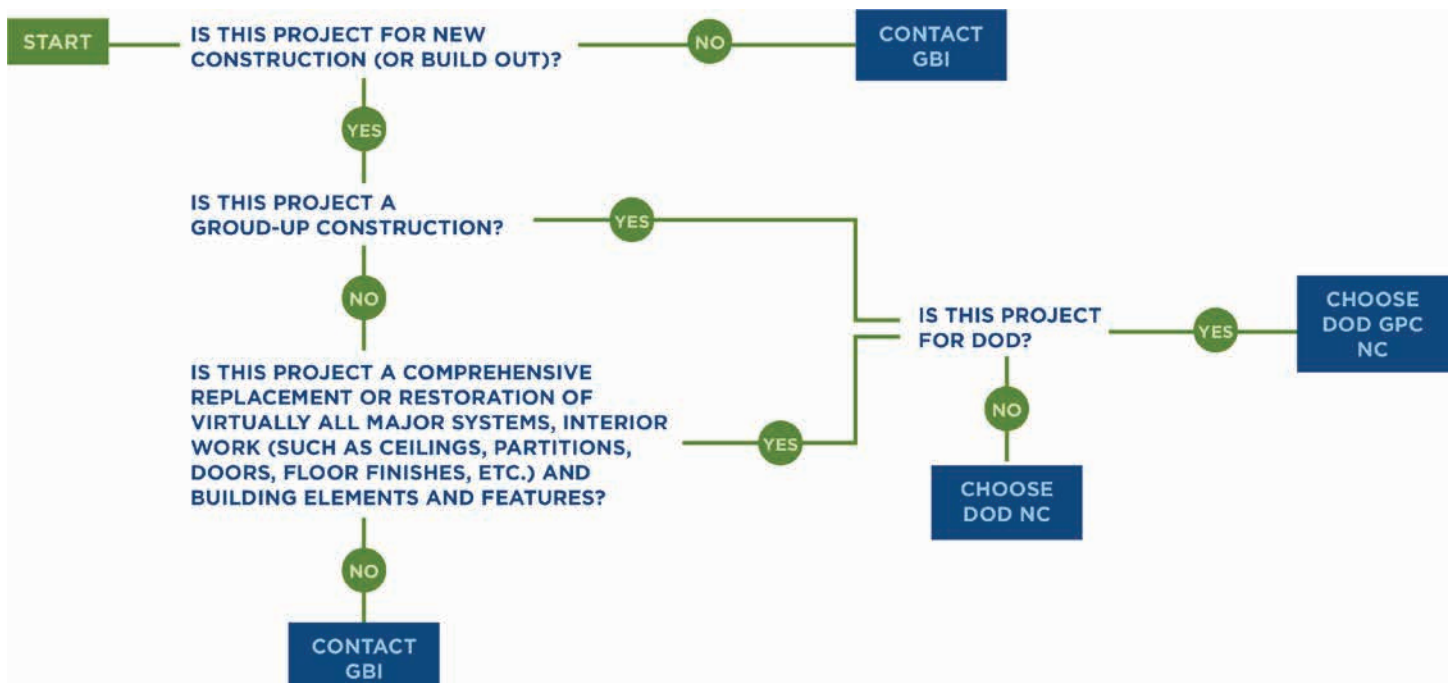 START
IS THIS PROJECT FOR NEW
CONSTRUCTION (OR BUILD OUT)?
NO
CONTACT
GBI
YES
IS THIS PROJECT A
GROUD-UP CONSTRUCTION?
YES
NO
IS THIS PROJECT
FOR DOD?
YES
CHOOSE
DOD GPC
NC
IS THIS PROJECT A COMPREHENSIVE
REPLACEMENT OR RESTORATION OF
VIRTUALLY ALL MAJOR SYSTEMS, INTERIOR
WORK (SUCH AS CEILINGS, PARTITIONS,
DOORS, FLOOR FINISHES, ETC.) AND
BUILDING ELEMENTS AND FEATURES?
YES
NO
CHOOSE
DOD NC
NO
CONTACT
GBI